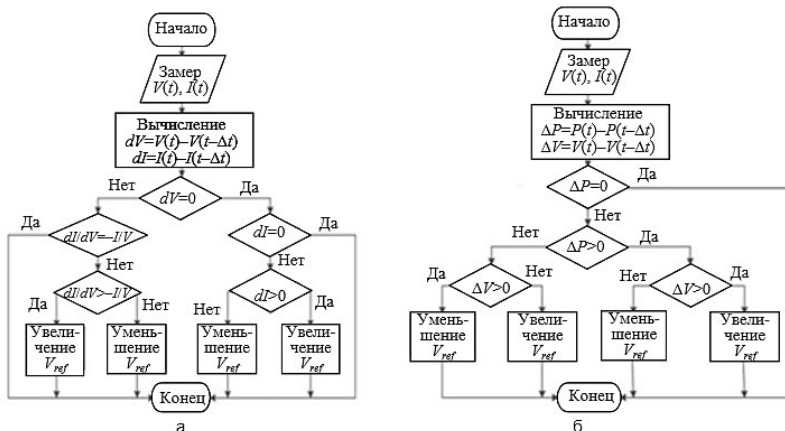 Начало
Замер
V(t), I(t)
Вычисление
dV=V(t)–V(t–Δt)
dI=I(t)–I(t–Δt)
Нет
dV=0
Да
Да
dI/dV=–I/V
dI=0
Да
Нет
Нет
dI/dV>–I/V
dI>0
Да
Нет
Нет
Да
Увели-
чение
Vref
Умень-
шение
Vref
Умень-
шение
Vref
Увели-
чение
Vref
Конец
а
Начало
Замер
V(t), I(t)
Вычисление
ΔP=P(t)–P(t–Δt)
ΔV=V(t)–V(t–Δt)
ΔP=0
Да
Нет
Нет
ΔP>0
Да
Да
ΔV>0
Нет
Нет
ΔV>0
Да
Умень-
шение
Vref
Увели-
чение
Vref
Умень-
шение
Vref
Увели-
чение
Vref
Конец
б